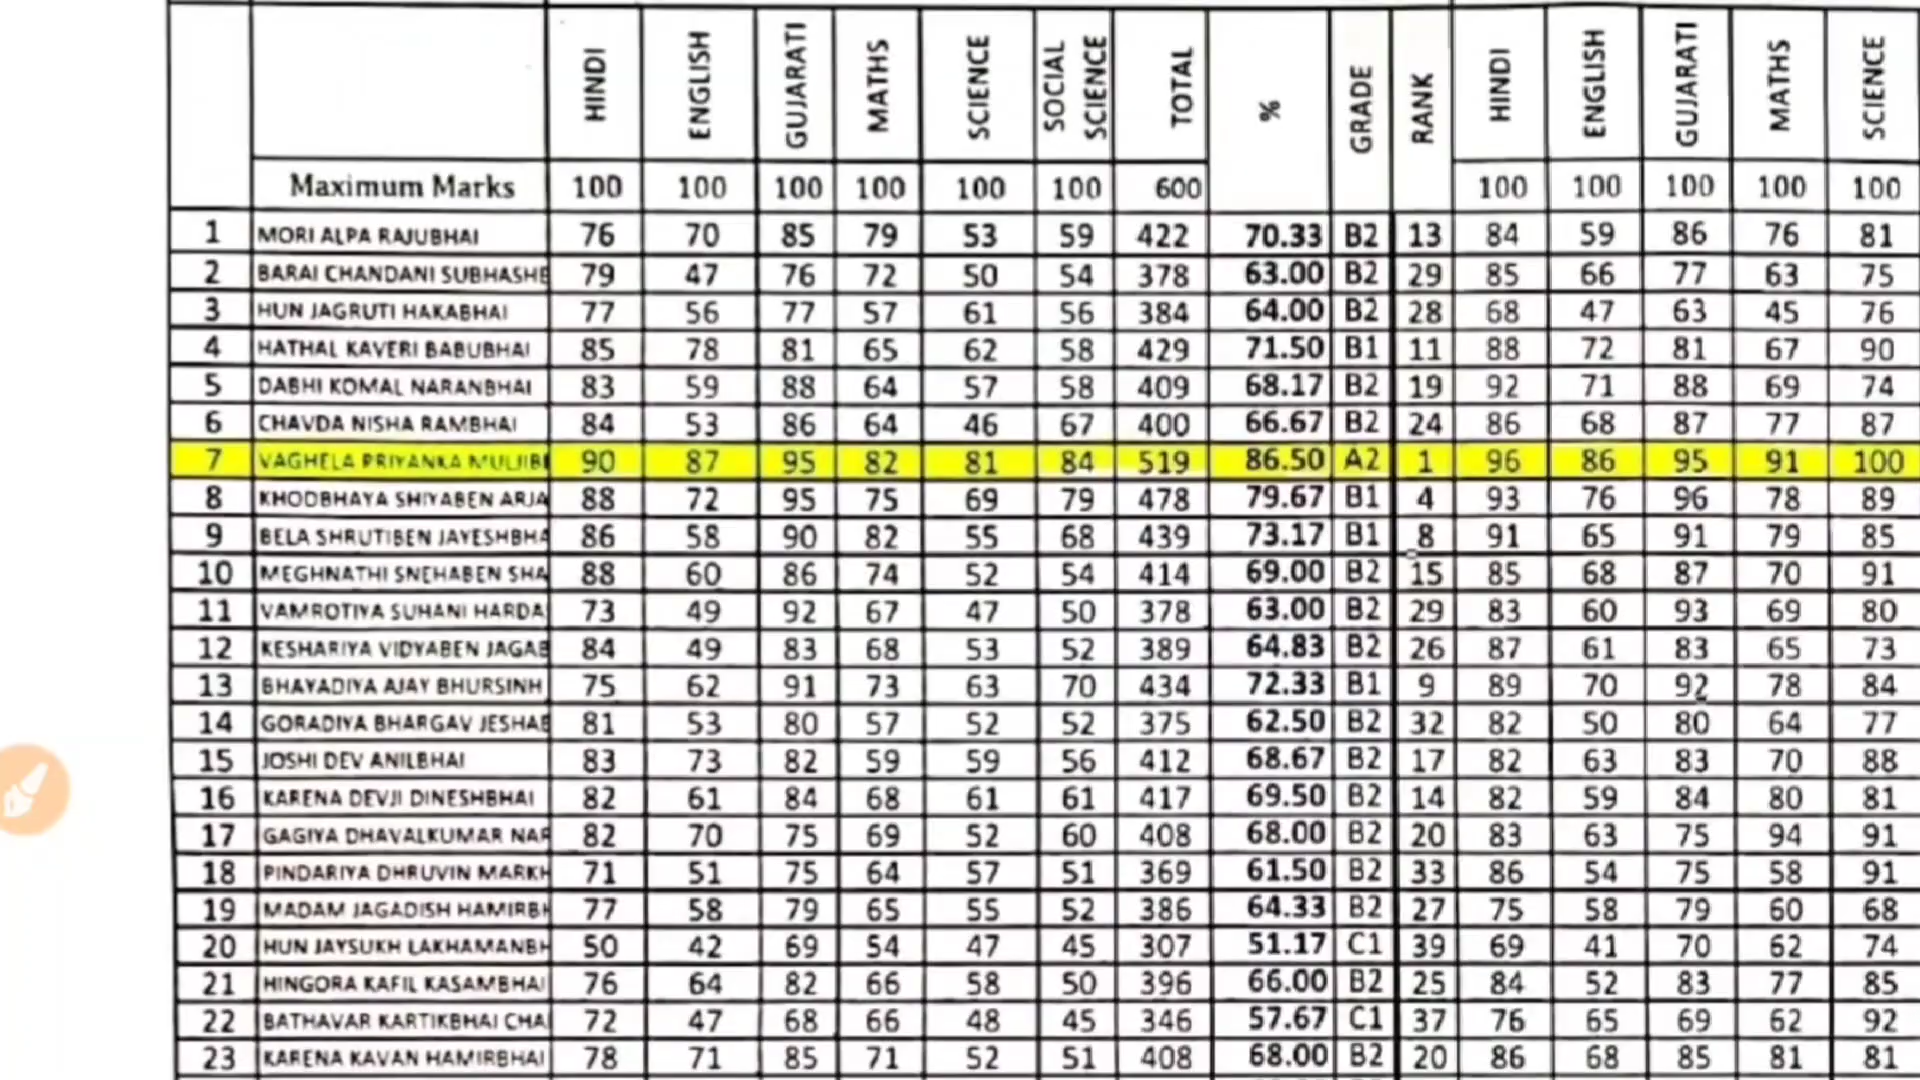 HINDI ENGLISH GUJARATI MATHS SCIENCE SOCIAL SCIENCE TOTAL % GRADE RANK HINDI ENGLISH GUJARATI MATHS SCIENCE
Maximum Marks 100 100 100 100 100 100 600 100 100 100 100 100
1 MORI ALPA RAJUBHAI 76 70 85 79 53 59 422 70.33 B2 13 84 59 86 76 81
2 BARAI CHANDANI SUBHASHB 79 47 76 72 50 54 378 63.00 B2 29 85 66 77 63 75
3 HUN JAGRUTI HAKABHAI 77 56 77 57 61 56 384 64.00 B2 28 68 47 63 45 76
4 HATHAL KAVERI BABUBHAI 85 78 81 65 62 58 429 71.50 B1 11 88 72 81 67 90
5 DABHI KOMAL NARANBHAI 83 59 88 64 57 58 409 68.17 B2 19 92 71 88 69 74
6 CHAVDA NISHA RAMBHAI 84 53 86 64 46 67 400 66.67 B2 24 86 68 87 77 87
7 VAGHELA PRIYANKA MULJIB 90 87 95 82 81 84 519 86.50 A2 1 96 86 95 91 100
8 KHODBHAYA SHIYABEN ARJA 88 72 95 75 69 79 478 79.67 B1 4 93 76 96 78 89
9 BELA SHRUTIBEN JAYESHBHA 86 58 90 82 55 68 439 73.17 B1 8 91 65 91 79 85
10 MEGHNATHI SNEHABEN SHA 88 60 86 74 52 54 414 69.00 B2 15 85 68 87 70 91
11 VAMROTIYA SUHANI HARDA 73 49 92 67 47 50 378 63.00 B2 29 83 60 93 69 80
12 KESHARIYA VIDYABEN JAGAB 84 49 83 68 53 52 389 64.83 B2 26 87 61 83 65 73
13 BHAYADIYA AJAY BHURSINH 75 62 91 73 63 70 434 72.33 B1 9 89 70 92 78 84
14 GORADIYA BHARGAV JESHAB 81 53 80 57 52 52 375 62.50 B2 32 82 50 80 64 77
15 JOSHI DEV ANILBHAI 83 73 82 59 59 56 412 68.67 B2 17 82 63 83 70 88
16 KARENA DEVJI DINESHBHAI 82 61 84 68 61 61 417 69.50 B2 14 82 59 84 80 81
17 GAGIYA DHAVALKUMAR NAR 82 70 75 69 52 60 408 68.00 B2 20 83 63 75 94 91
18 PINDARIYA DHRUVIN MARKH 71 51 75 64 57 51 369 61.50 B2 33 86 54 75 58 91
19 MADAM JAGADISH HAMIRBH 77 58 79 65 55 52 386 64.33 B2 27 75 58 79 60 68
20 HUN JAYSUKH LAKHAMANBH 50 42 69 54 47 45 307 51.17 C1 39 69 41 70 62 74
21 HINGORA KAFIL KASAMBHAI 76 64 82 66 58 50 396 66.00 B2 25 84 52 83 77 85
22 BATHAVAR KARTIKBHAI CHA 72 47 68 66 48 45 346 57.67 C1 37 76 65 69 62 92
23 KARENA KAVAN HAMIRBHAI 78 71 85 71 52 51 408 68.00 B2 20 86 68 85 81 81